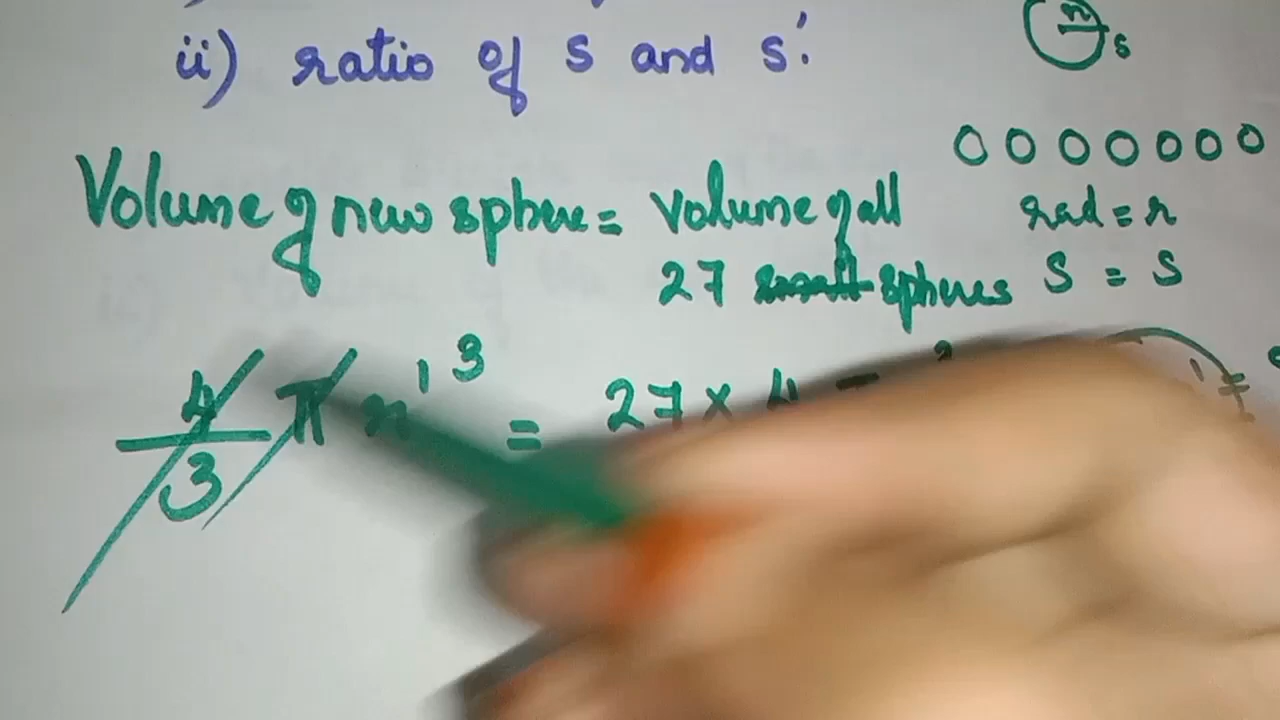 ii) ratio of S and S'.
r
S
Volume of new sphere = Volume of all
27 spheres
rad = r
S = S
4/3 π r'³ = 27 × 4